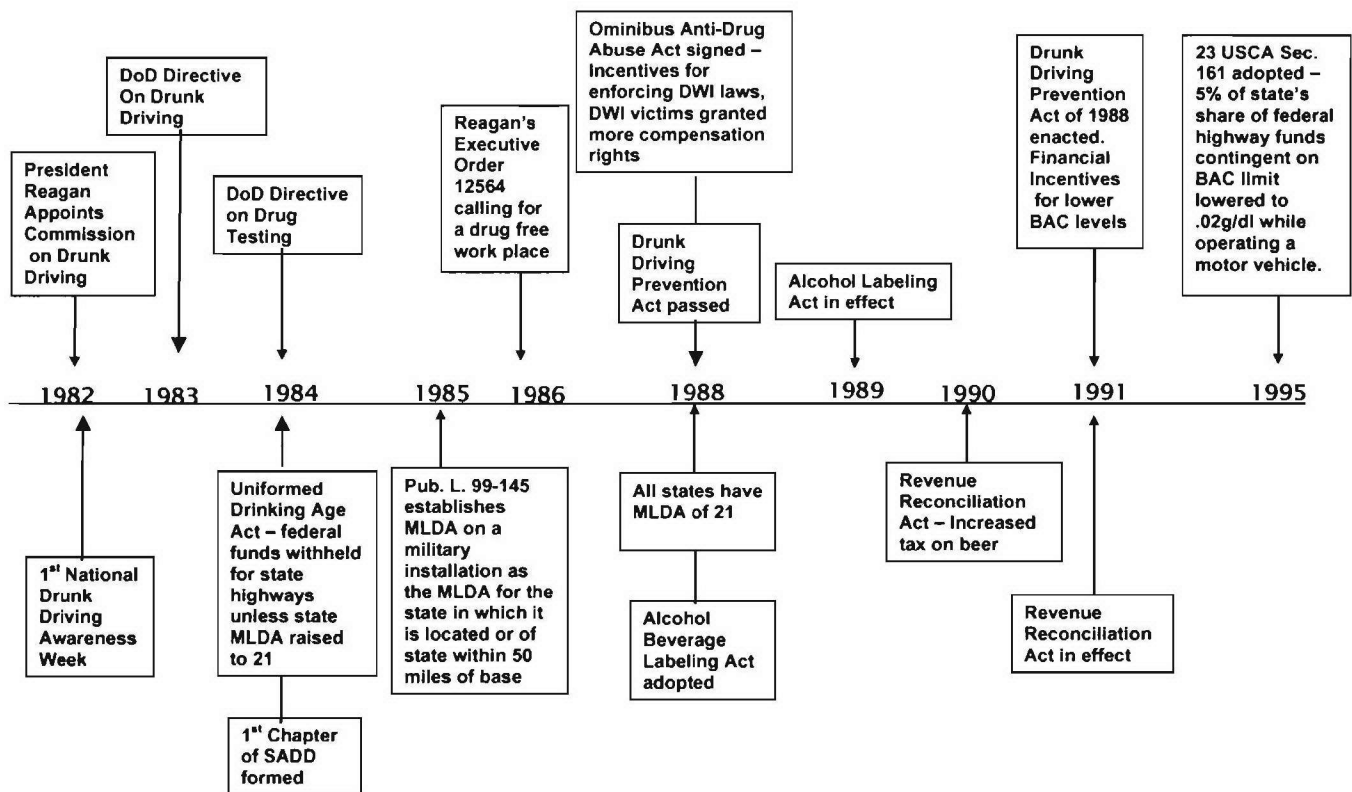 President
Reagan
Appoints
Commission
on Drunk
Driving
DoD Directive
On Drunk
Driving
DoD Directive
on Drug
Testing
Reagan's
Executive
Order
12564
calling for
a drug free
work place
Ominibus Anti-Drug
Abuse Act signed –
Incentives for
enforcing DWI laws,
DWI victims granted
more compensation
rights
Drunk
Driving
Prevention
Act passed
Alcohol Labeling
Act in effect
Drunk
Driving
Prevention
Act of 1988
enacted.
Financial
Incentives
for lower
BAC levels
23 USCA Sec.
161 adopted –
5% of state's
share of federal
highway funds
contingent on
BAC limit
lowered to
.02g/dl while
operating a
motor vehicle.
1982 1983 1984 1985 1986 1988 1989 1990 1991 1995
1st National
Drunk
Driving
Awareness
Week
Uniformed
Drinking Age
Act – federal
funds withheld
for state
highways
unless state
MLDA raised
to 21
1st Chapter
of SADD
formed
Pub. L. 99-145
establishes
MLDA on a
military
installation as
the MLDA for the
state in which it
is located or of
state within 50
miles of base
All states have
MLDA of 21
Alcohol
Beverage
Labeling Act
adopted
Revenue
Reconciliation
Act – Increased
tax on beer
Revenue
Reconciliation
Act in effect